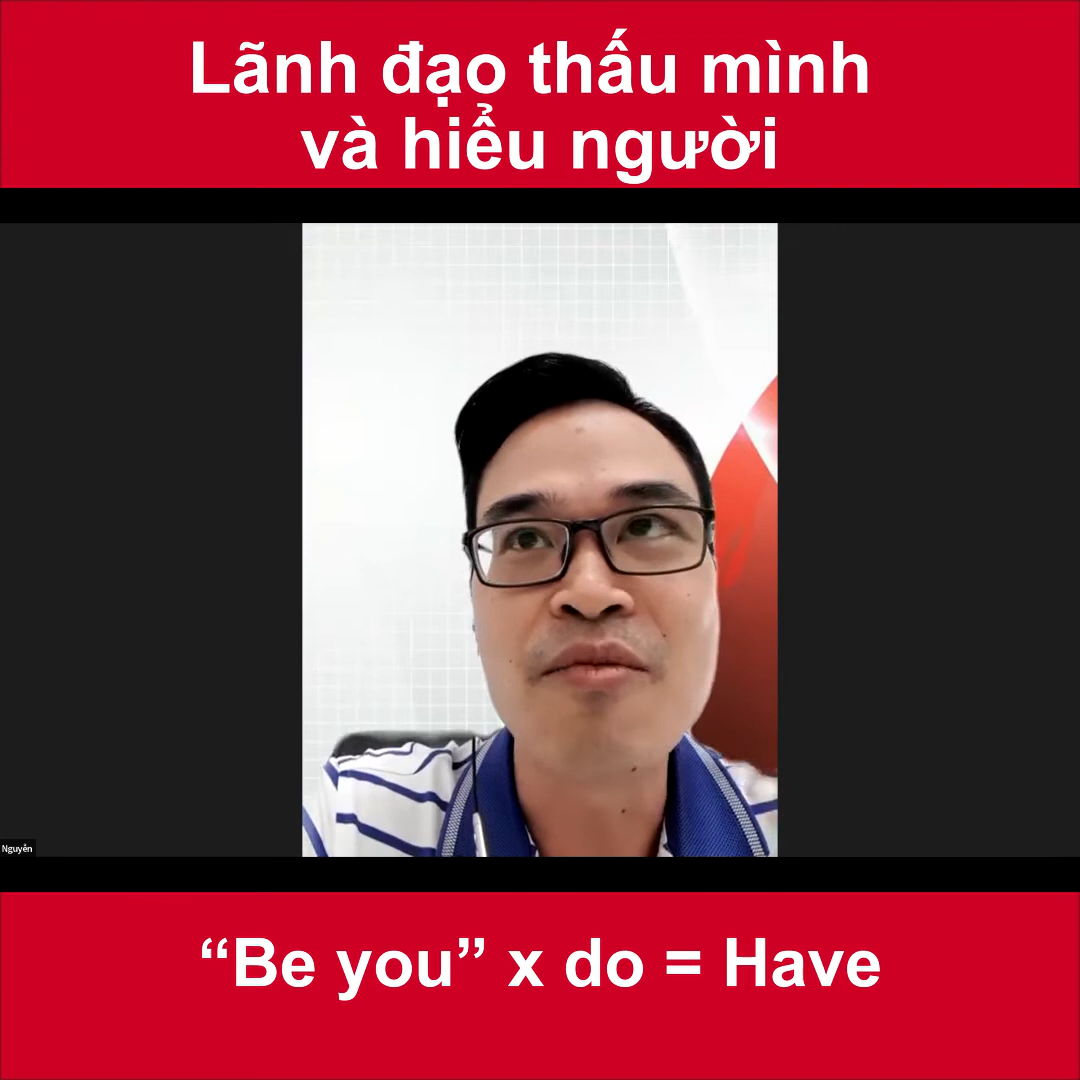 Lãnh đạo thấu mình
và hiểu người
Nguyễn
“Be you” x do = Have